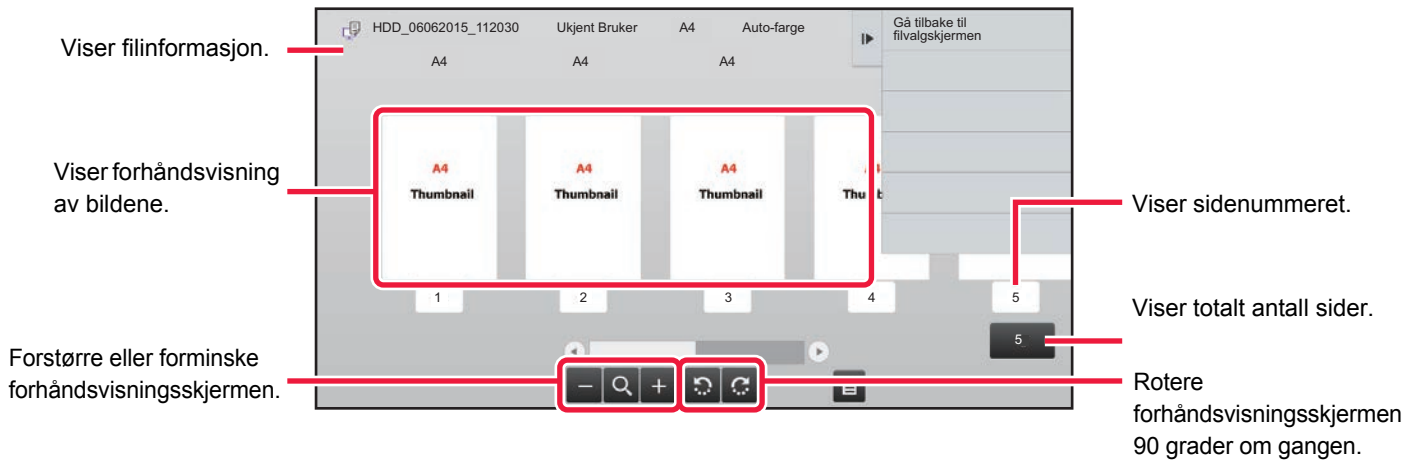 Viser filinformasjon.
HDD_06062015_112030 Ukjent Bruker A4 Auto-farge
Gå tilbake til
filvalgskjermen
A4 A4 A4
Viser forhåndsvisning
av bildene.
A4 A4 A4
Thumbnail Thumbnail Thumbnail
Viser sidenummeret.
1 2 3 4 5
Viser totalt antall sider.
5
Forstørre eller forminske
forhåndsvisningsskjermen.
Rotere
forhåndsvisningsskjermen
90 grader om gangen.